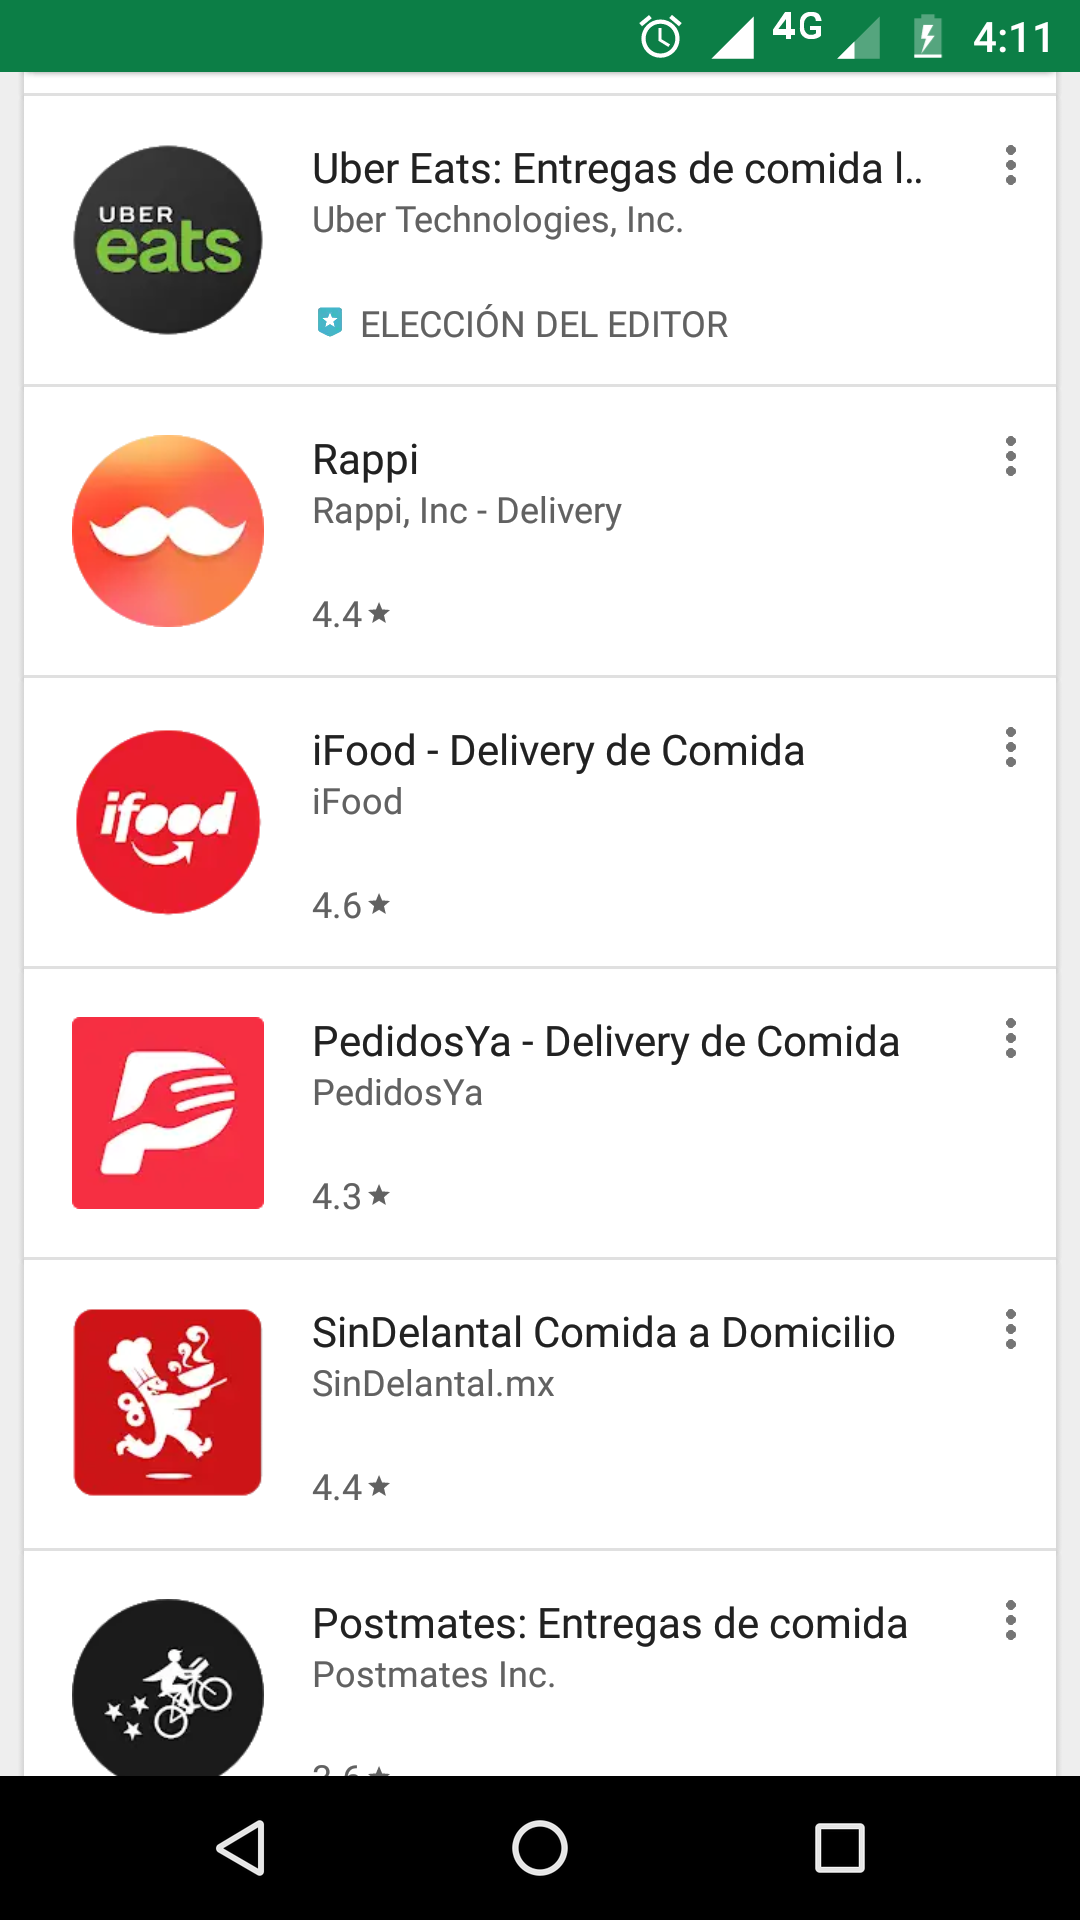 4G 4:11
UBER
eats
Uber Eats: Entregas de comida l..
Uber Technologies, Inc.
ELECCIÓN DEL EDITOR
Rappi
Rappi, Inc - Delivery
4.4★
ifood
iFood - Delivery de Comida
iFood
4.6★
PedidosYa - Delivery de Comida
PedidosYa
4.3★
SinDelantal Comida a Domicilio
SinDelantal.mx
4.4★
Postmates: Entregas de comida
Postmates Inc.